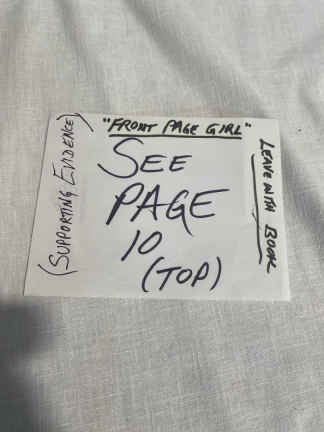 "FRONT PAGE GIRL"
SEE
PAGE
10
(TOP)
(SUPPORTING EVIDENCE)
LEAVE WITH BOOK